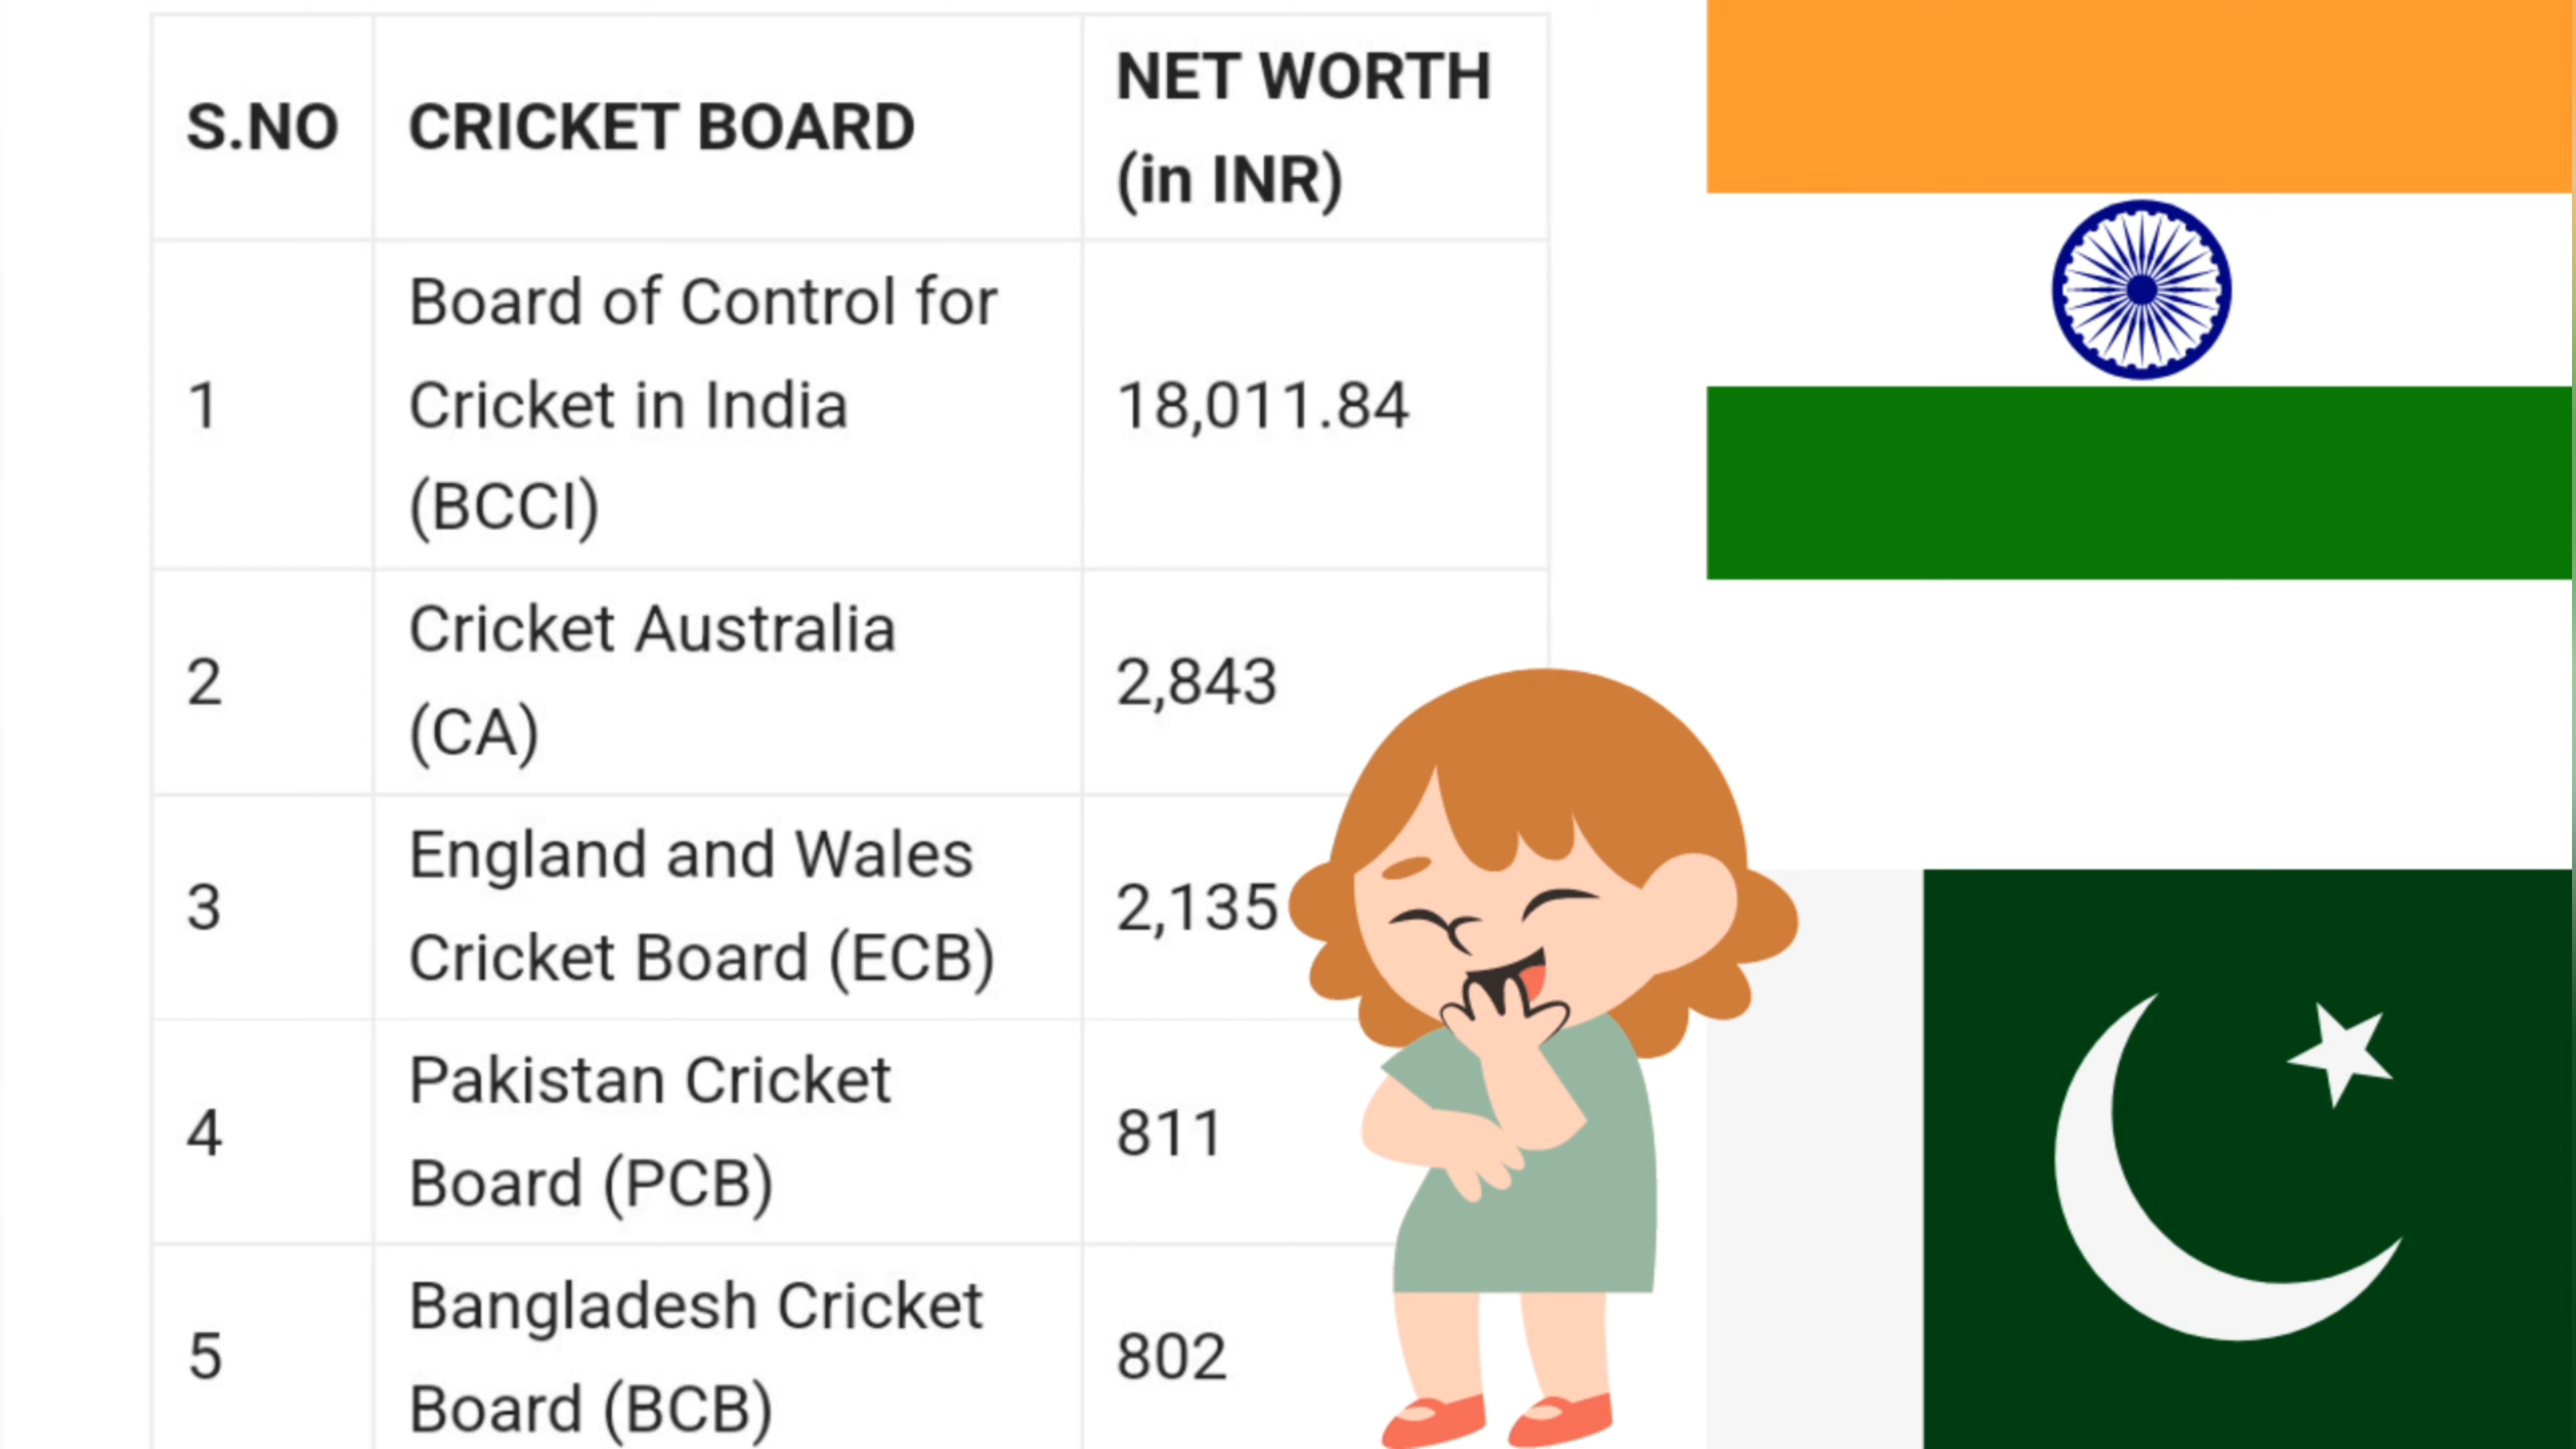 S.NO
CRICKET BOARD
NET WORTH
(in INR)
1
Board of Control for
Cricket in India
(BCCI)
18,011.84
2
Cricket Australia
(CA)
2,843
3
England and Wales
Cricket Board (ECB)
2,135
4
Pakistan Cricket
Board (PCB)
811
5
Bangladesh Cricket
Board (BCB)
802